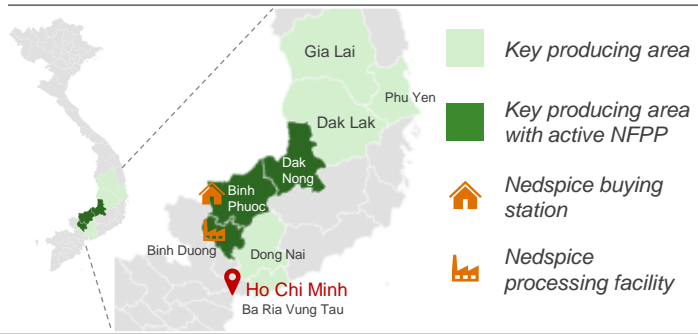 Gia Lai
Phu Yen
Dak Lak
Dak
Nong
Binh
Phuoc
Binh Duong
Dong Nai
Ho Chi Minh
Ba Ria Vung Tau
Key producing area
Key producing area
with active NFPP
Nedspice buying
station
Nedspice
processing facility